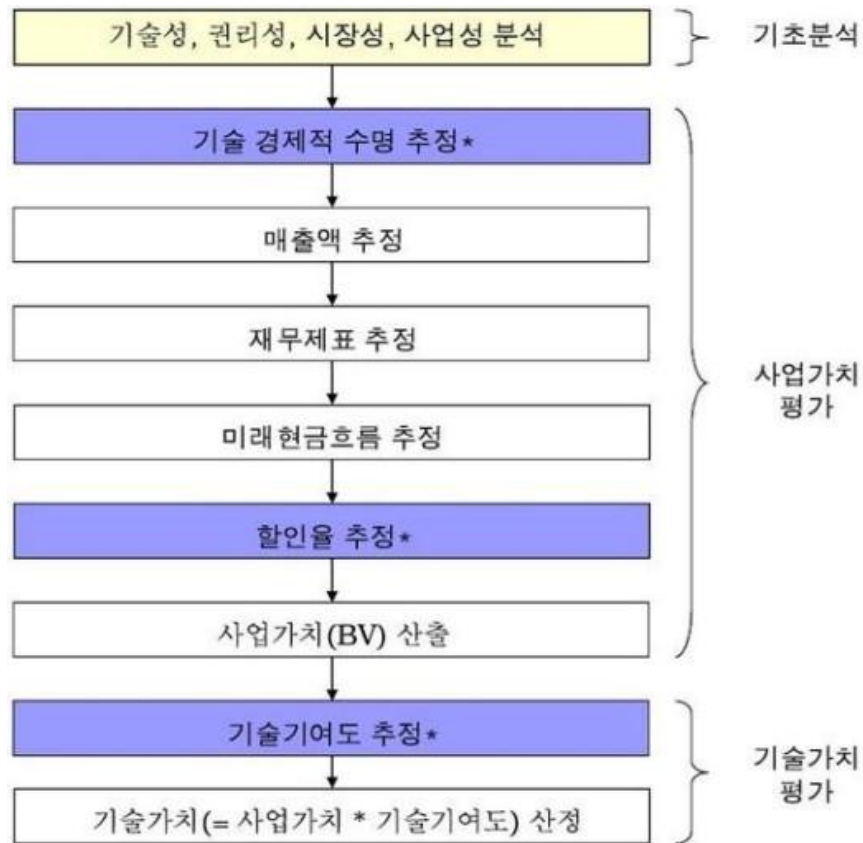 기술성, 권리성, 시장성, 사업성 분석
기초분석
기술 경제적 수명 추정*
매출액 추정
재무제표 추정
미래현금흐름 추정
할인율 추정*
사업가치(BV) 산출
사업가치
평가
기술기여도 추정*
기술가치(= 사업가치 * 기술기여도) 산정
기술가치
평가